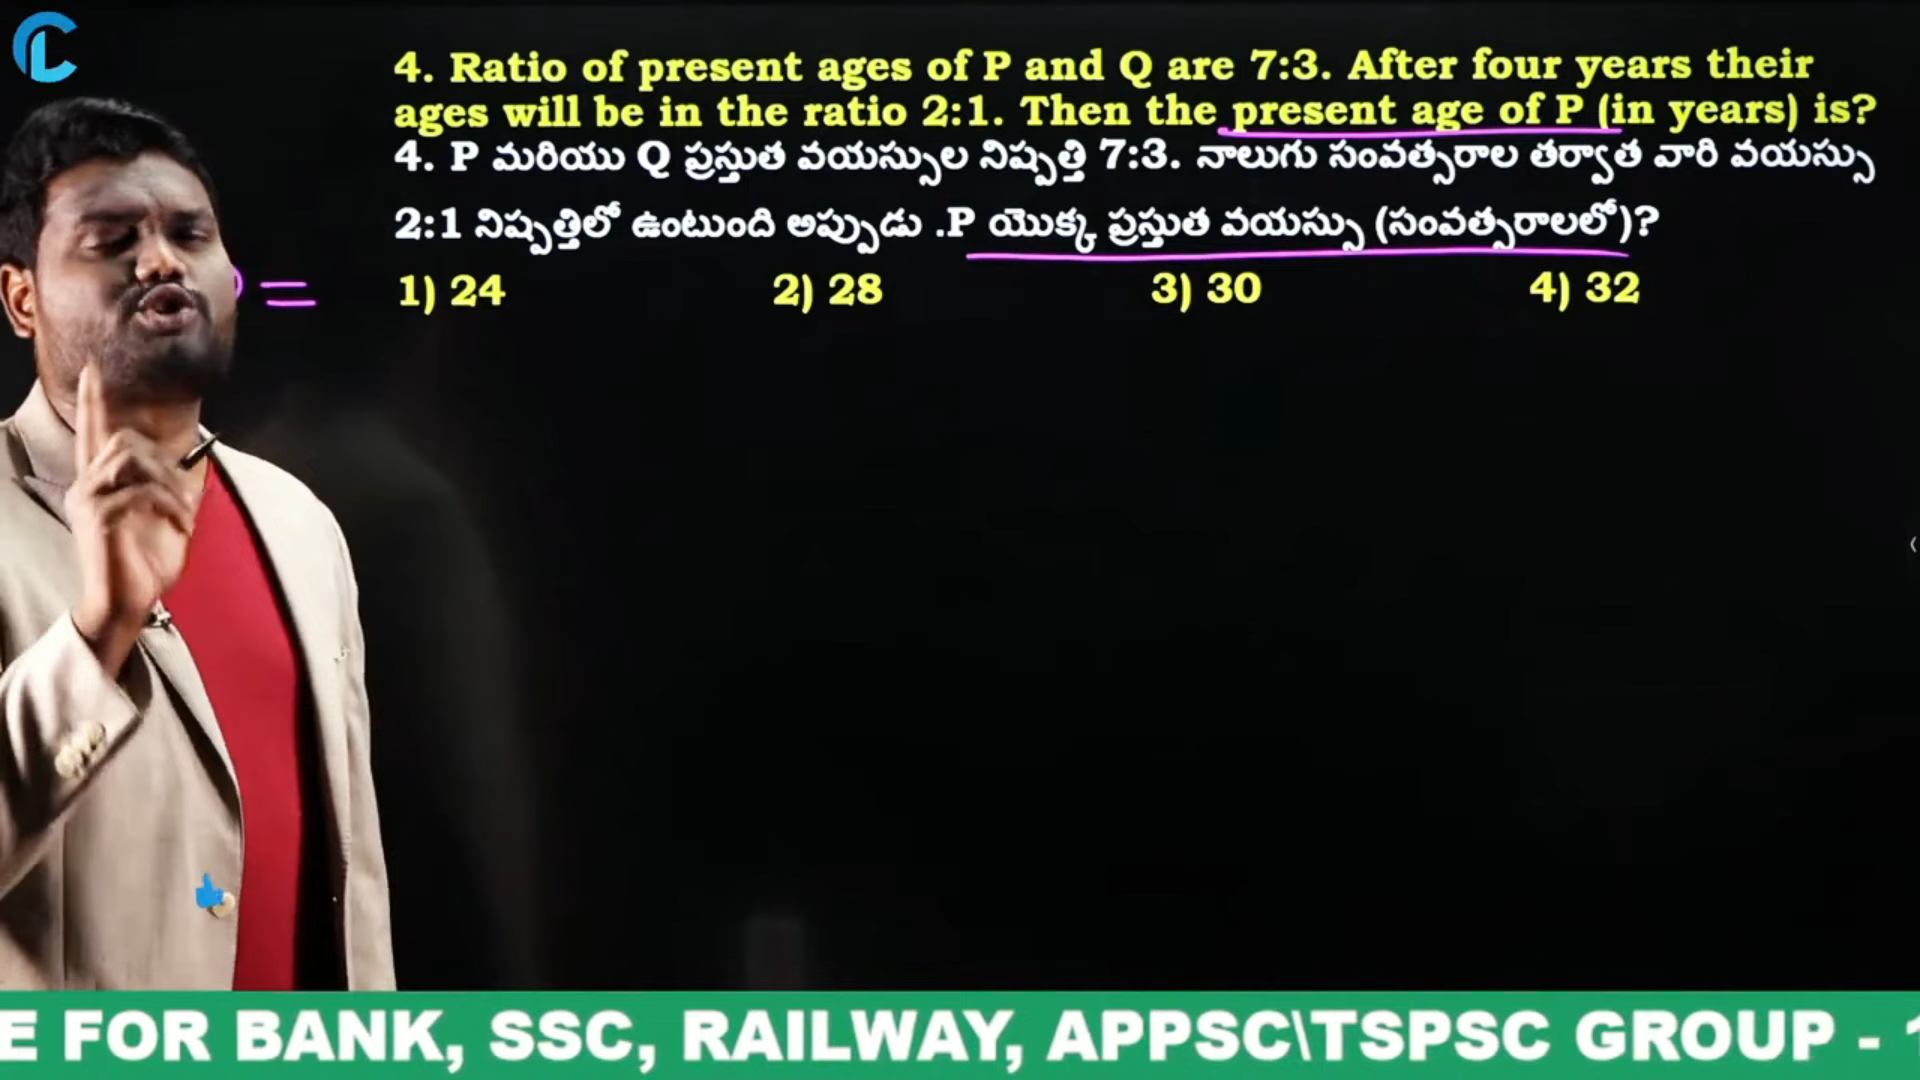 4. Ratio of present ages of P and Q are 7:3. After four years their
ages will be in the ratio 2:1. Then the present age of P (in years) is?
4. P మరియు Q ప్రస్తుత వయస్సుల నిష్పత్తి 7:3. నాలుగు సంవత్సరాల తర్వాత వారి వయస్సు
2:1 నిష్పత్తిలో ఉంటుంది అప్పుడు .P యొక్క ప్రస్తుత వయస్సు (సంవత్సరాలలో)?
=
1) 24 2) 28 3) 30 4) 32
E FOR BANK, SSC, RAILWAY, APPSC\TSPSC GROUP - 1